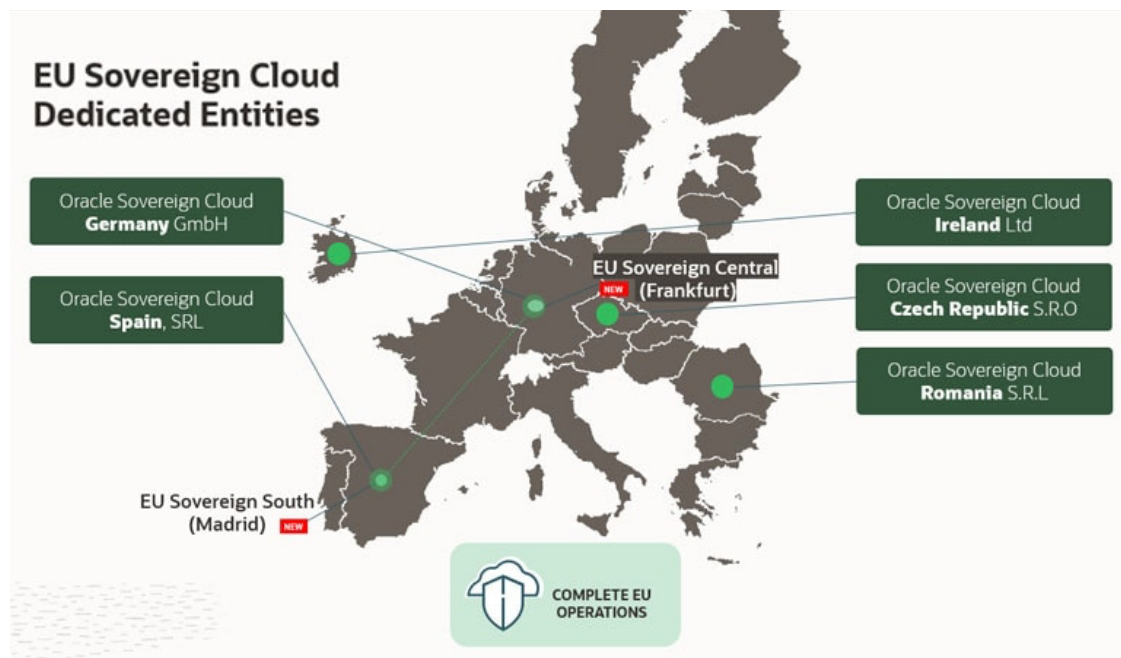 EU Sovereign Cloud
Dedicated Entities
Oracle Sovereign Cloud
Germany GmbH
Oracle Sovereign Cloud
Spain, SRL
Oracle Sovereign Cloud
Ireland Ltd
Oracle Sovereign Cloud
Czech Republic S.R.O
Oracle Sovereign Cloud
Romania S.R.L
EU Sovereign Central
NEW (Frankfurt)
EU Sovereign South
(Madrid) NEW
COMPLETE EU
OPERATIONS